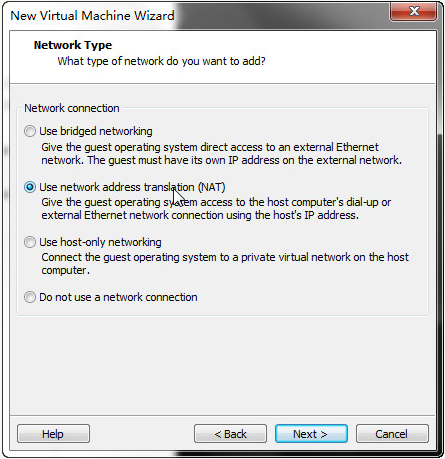 New Virtual Machine Wizard
Network Type
What type of network do you want to add?
Network connection
Use bridged networking
Give the guest operating system direct access to an external Ethernet
network. The guest must have its own IP address on the external network.
Use network address translation (NAT)
Give the guest operating system access to the host computer's dial-up or
external Ethernet network connection using the host's IP address.
Use host-only networking
Connect the guest operating system to a private virtual network on the host
computer.
Do not use a network connection
Help
< Back
Next >
Cancel